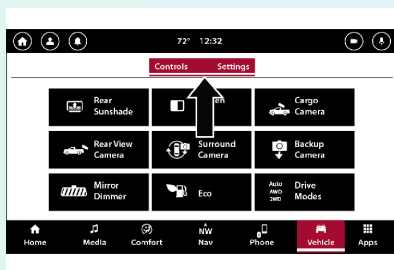 72° 12:32
Controls Settings
Rear
Sunshade
Cargo
Camera
Rear View
Camera
Surround
Camera
Backup
Camera
Mirror
Dimmer
Eco
Auto
AWD
2WD
Drive
Modes
NW
Home Media Comfort Nav Phone Vehicle Apps